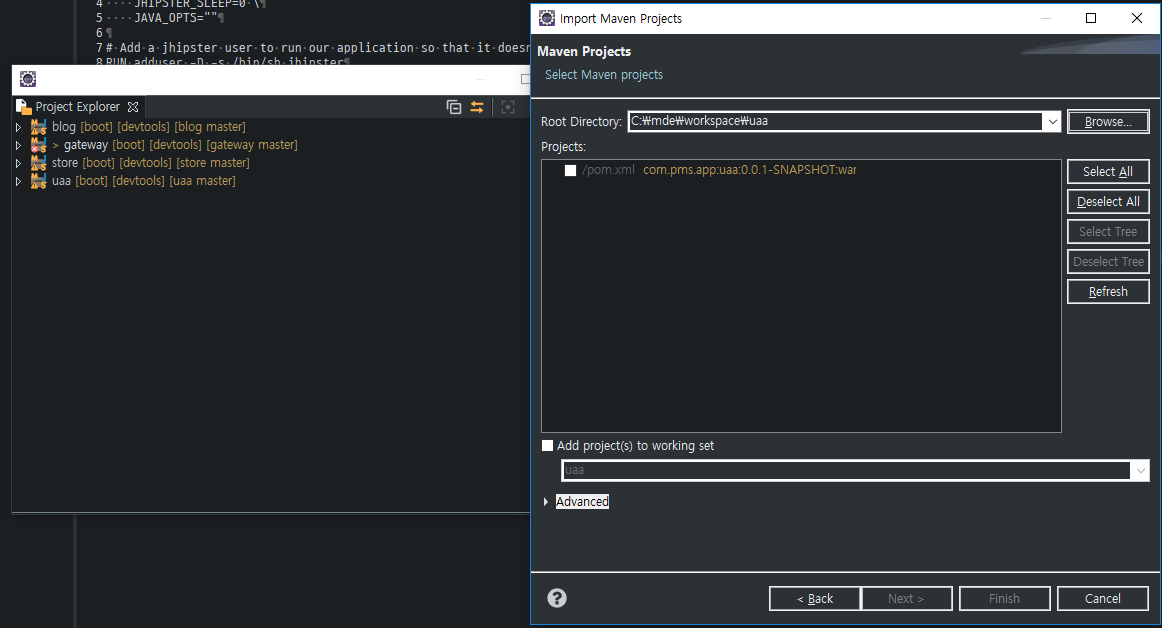 4 ····JHIPSTER_SLEEP=0·\¶
5 ····JAVA_OPTS=""¶
6 ¶
7 #·Add·a·jhipster·user·to·run·our·application·so·that·it·doesn
8 RUN·adduser·-D·-s·/bin/sh·jhipster¶
Project Explorer
blog [boot] [devtools] [blog master]
> gateway [boot] [devtools] [gateway master]
store [boot] [devtools] [store master]
uaa [boot] [devtools] [uaa master]
Import Maven Projects
Maven Projects
Select Maven projects
Root Directory: C:₩mde₩workspace₩uaa Browse...
Projects:
/pom.xml com.pms.app:uaa:0.0.1-SNAPSHOT:war
Select All
Deselect All
Select Tree
Deselect Tree
Refresh
Add project(s) to working set
uaa
Advanced
? < Back Next > Finish Cancel